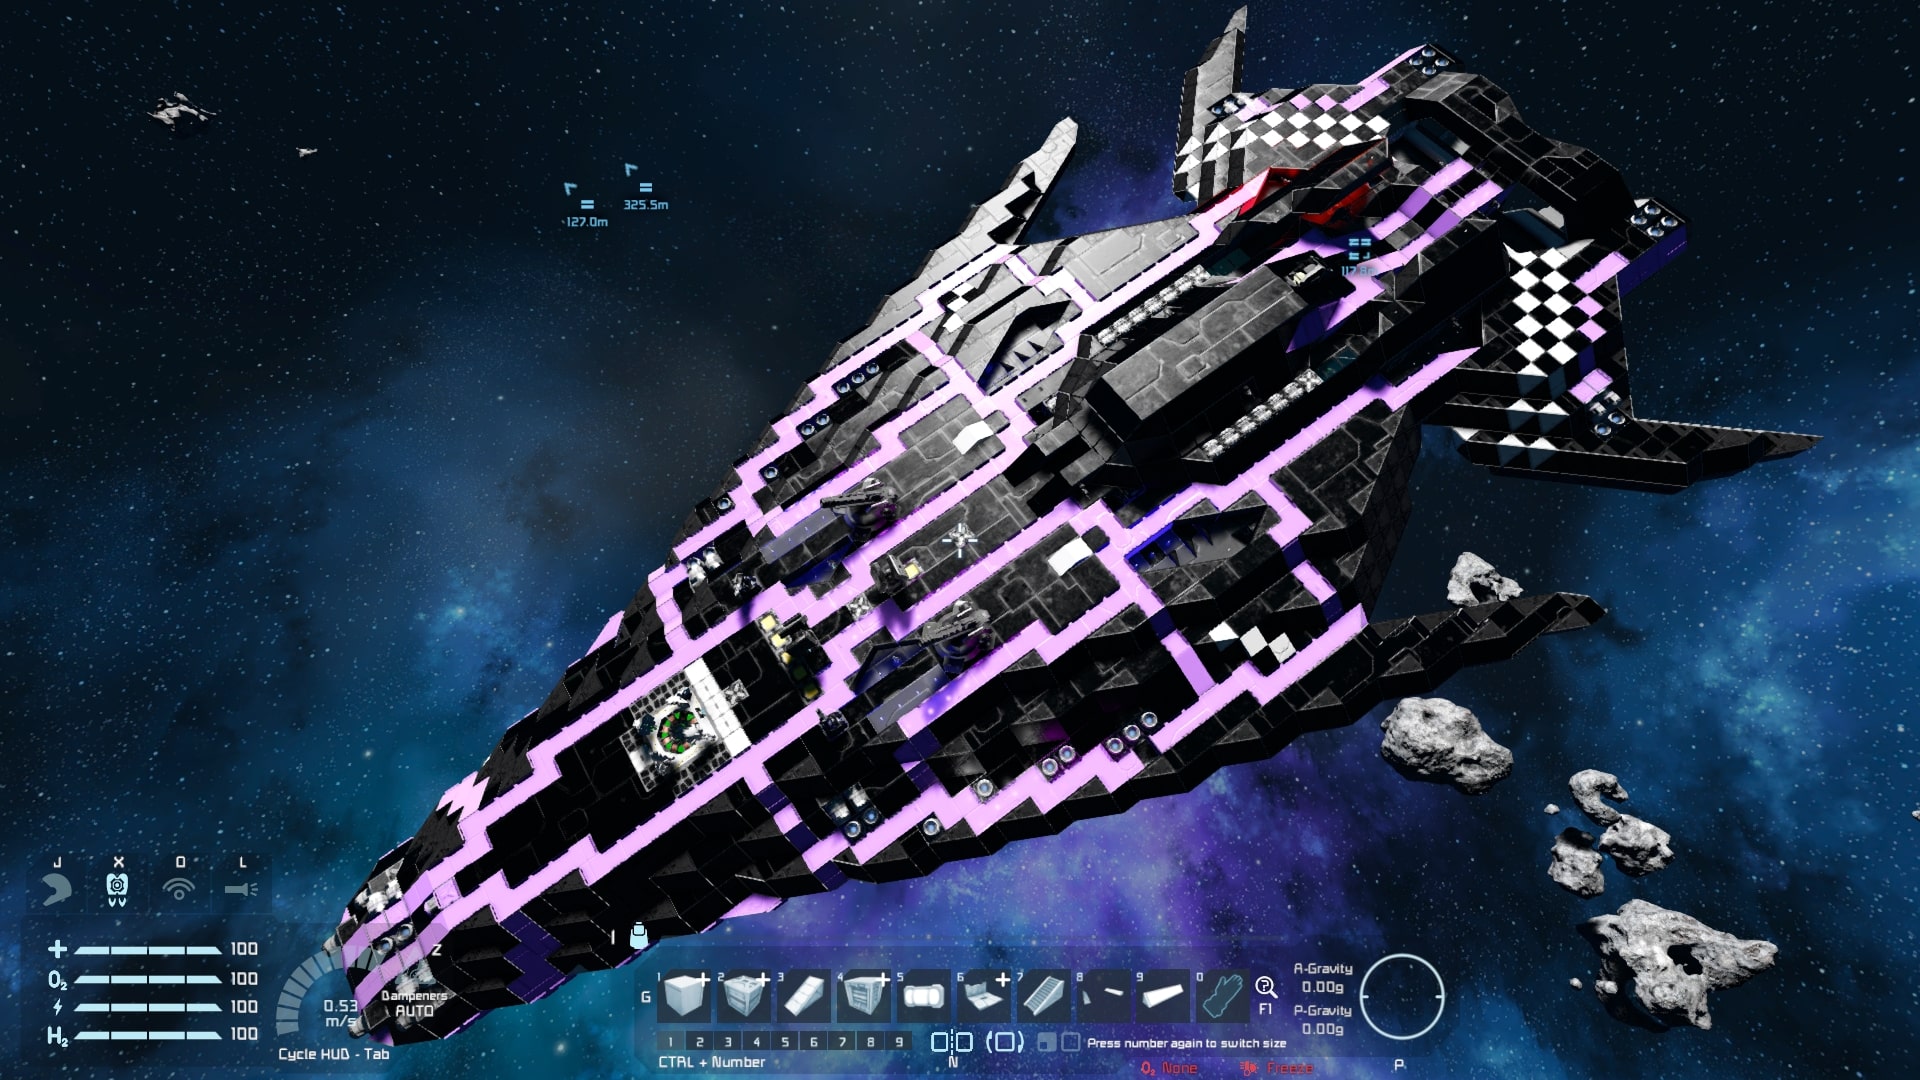 127.0m
325.5m
J X O L
100
O₂ 100
100
H₂ 100
0.53
m/s
Z
Dampeners
AUTO
Cycle HUD - Tab
I
G
1 2 3 4 5 6 7 8 9 0
F1
1 2 3 4 5 6 7 8 9
CTRL + Number
N
Press number again to switch size
A-Gravity
0.00g
P-Gravity
0.00g
O₂ None
Freeze
P